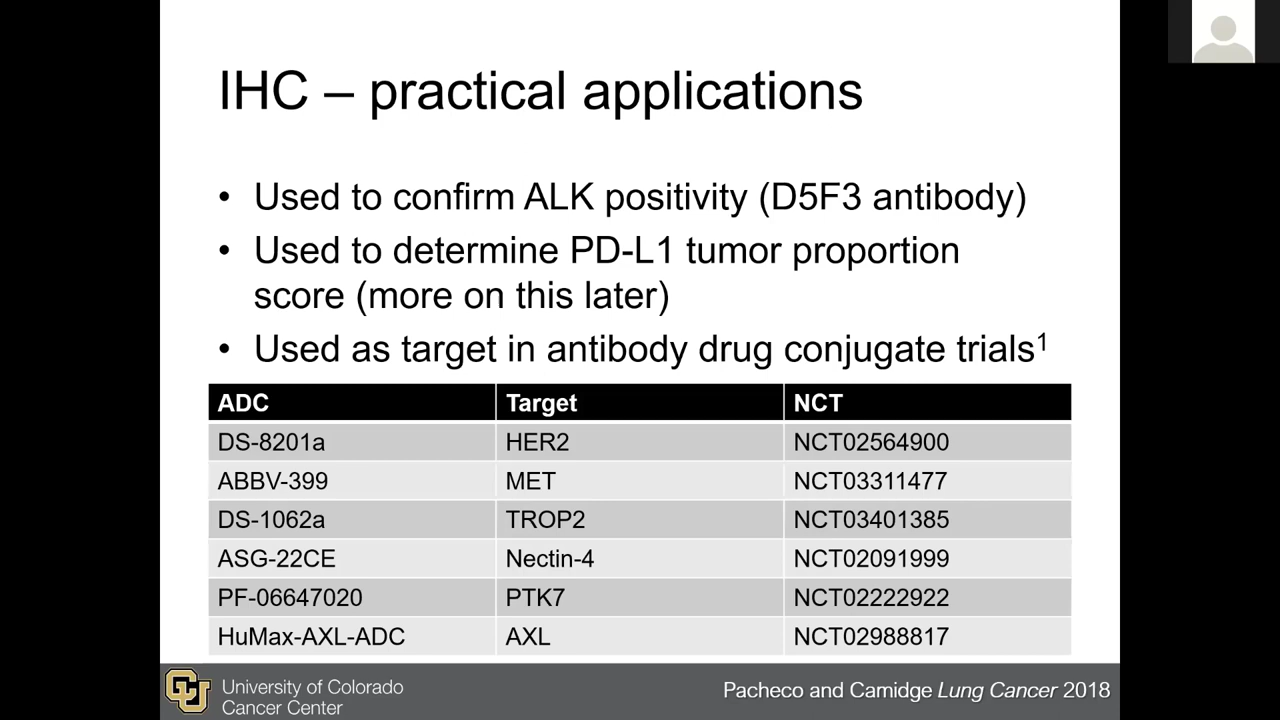 IHC – practical applications
• Used to confirm ALK positivity (D5F3 antibody)
• Used to determine PD-L1 tumor proportion
score (more on this later)
• Used as target in antibody drug conjugate trials¹
ADC Target NCT
DS-8201a HER2 NCT02564900
ABBV-399 MET NCT03311477
DS-1062a TROP2 NCT03401385
ASG-22CE Nectin-4 NCT02091999
PF-06647020 PTK7 NCT02222922
HuMax-AXL-ADC AXL NCT02988817
CU University of Colorado
Cancer Center
Pacheco and Camidge Lung Cancer 2018